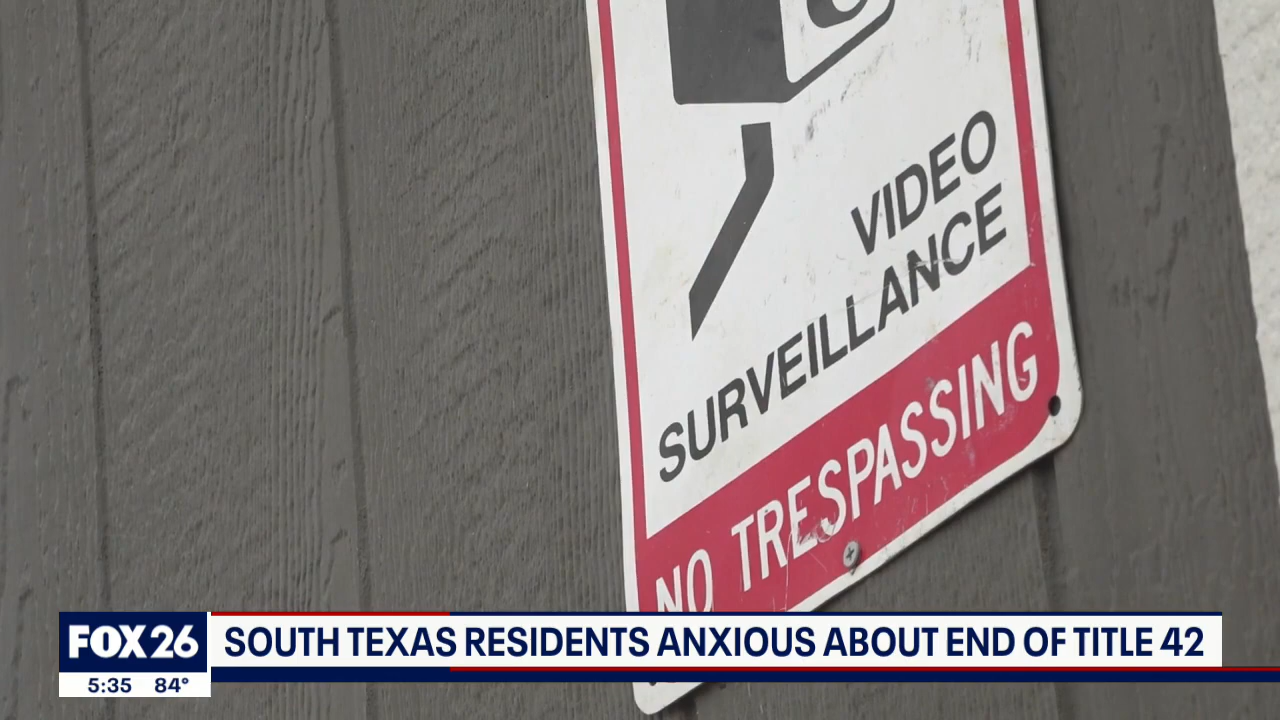 VIDEO
SURVEILLANCE
NO TRESPASSING
FOX 26
SOUTH TEXAS RESIDENTS ANXIOUS ABOUT END OF TITLE 42
5:35 84°